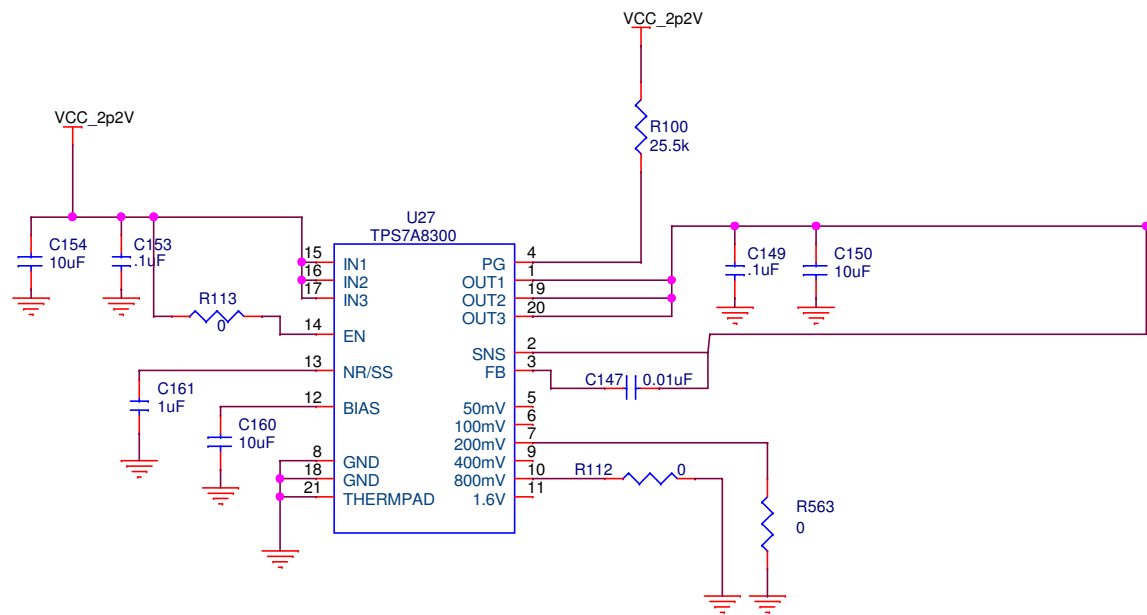 VCC_2p2V
R100
25.5k
VCC_2p2V
C154
10uF
C153
.1uF
R113
0
U27
TPS7A8300
15
IN1
16
IN2
17
IN3
14
EN
13
NR/SS
12
BIAS
8
GND
18
GND
21
THERMPAD
4
PG
1
OUT1
19
OUT2
20
OUT3
2
SNS
3
FB
5
50mV
6
100mV
7
200mV
9
400mV
10
800mV
11
1.6V
C149
.1uF
C150
10uF
C147
0.01uF
C161
1uF
C160
10uF
R112
0
R563
0